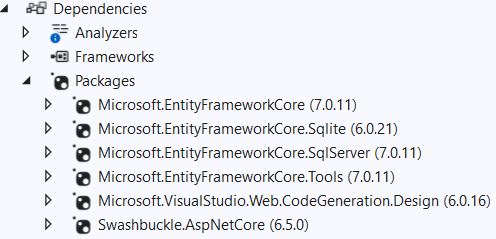 Dependencies
Analyzers
Frameworks
Packages
Microsoft.EntityFrameworkCore (7.0.11)
Microsoft.EntityFrameworkCore.Sqlite (6.0.21)
Microsoft.EntityFrameworkCore.SqlServer (7.0.11)
Microsoft.EntityFrameworkCore.Tools (7.0.11)
Microsoft.VisualStudio.Web.CodeGeneration.Design (6.0.16)
Swashbuckle.AspNetCore (6.5.0)